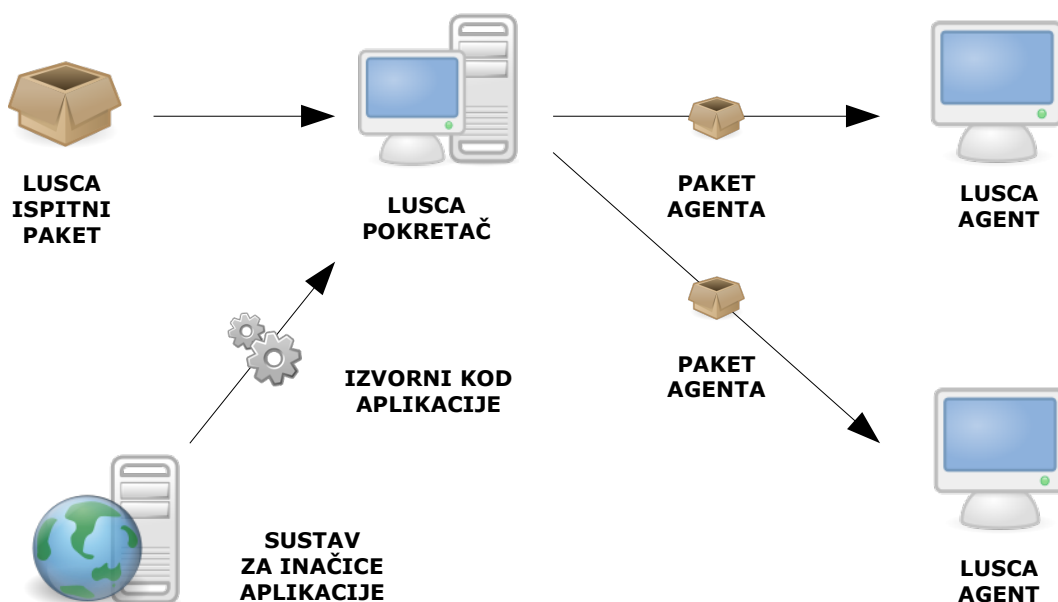 LUSCA
ISPITNI
PAKET
LUSCA
POKRETAČ
PAKET
AGENTA
LUSCA
AGENT
IZVORNI KOD
APLIKACIJE
PAKET
AGENTA
SUSTAV
ZA INAČICE
APLIKACIJE
LUSCA
AGENT